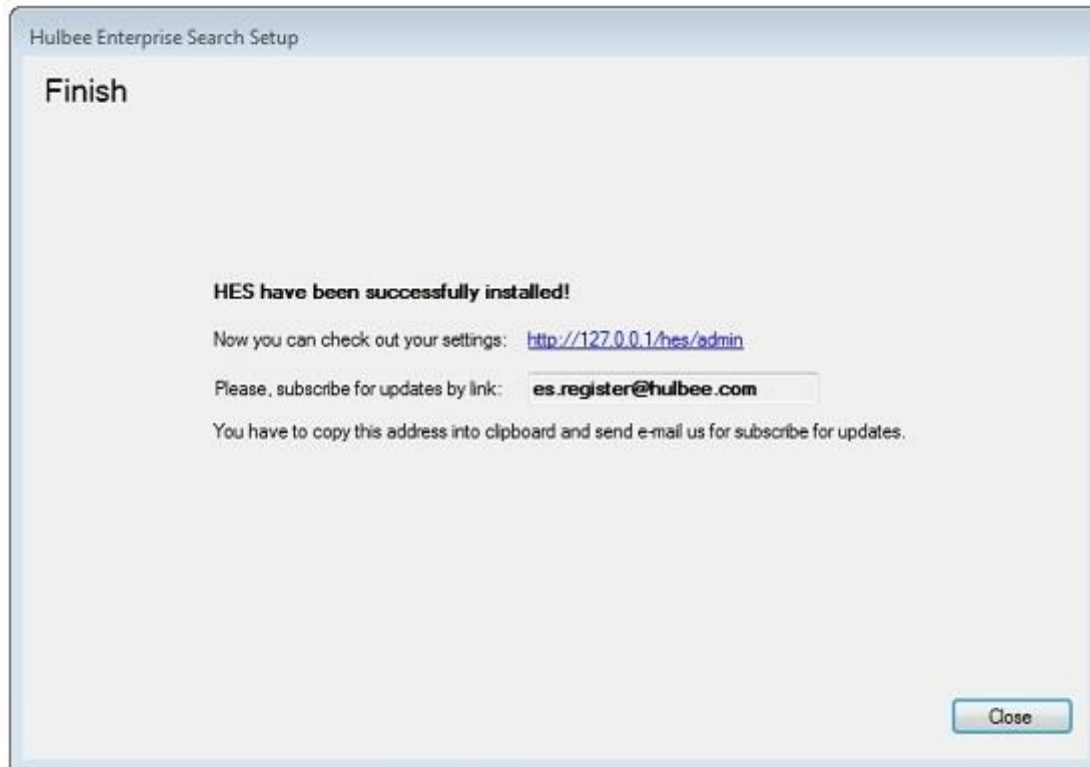 Hulbee Enterprise Search Setup
Finish
HES have been successfully installed!
Now you can check out your settings: http://127.0.0.1/hes/admin
Please, subscribe for updates by link: es.register@hulbee.com
You have to copy this address into clipboard and send e-mail us for subscribe for updates.
Close